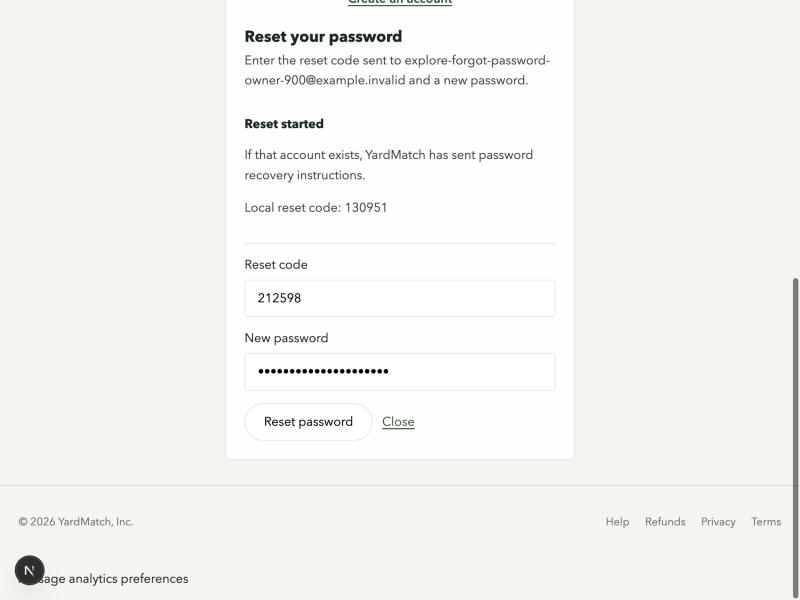 Create an account
Reset your password
Enter the reset code sent to explore-forgot-password-
owner-900@example.invalid and a new password.
Reset started
If that account exists, YardMatch has sent password
recovery instructions.
Local reset code: 130951
Reset code
212598
New password
•••••••••••••••••••••
Reset password Close
© 2026 YardMatch, Inc. Help Refunds Privacy Terms
N
sage analytics preferences